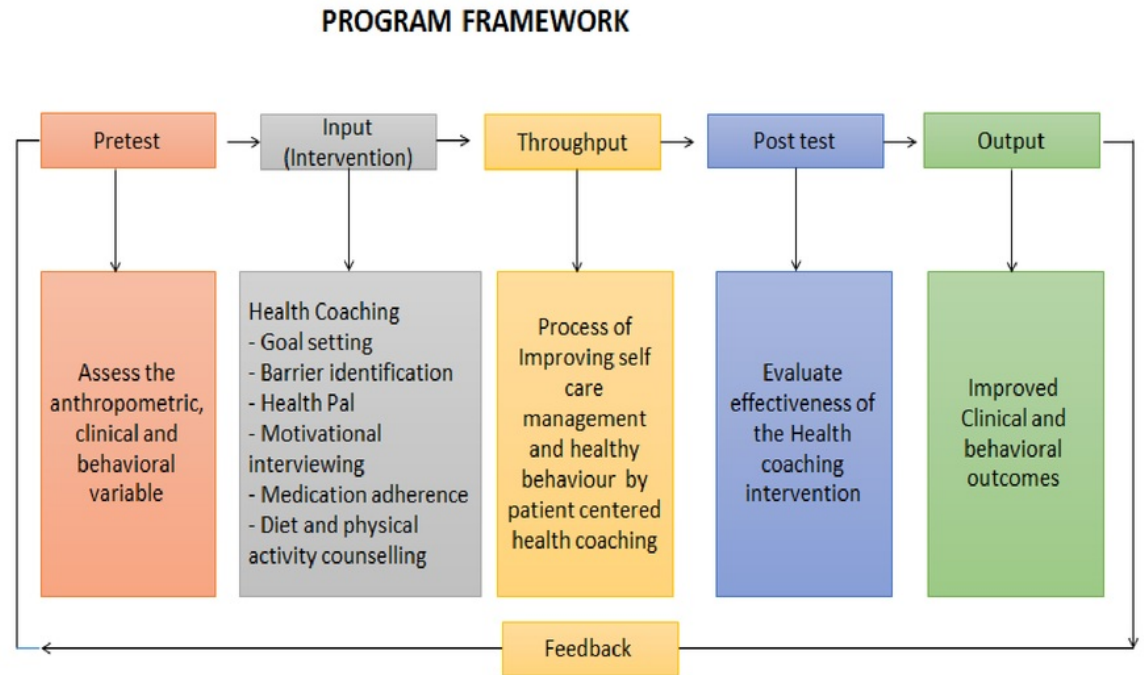 PROGRAM FRAMEWORK
Pretest
Input
(Intervention)
Throughput
Post test
Output
Assess the
anthropometric,
clinical and
behavioral
variable
Health Coaching
- Goal setting
- Barrier identification
- Health Pal
- Motivational
interviewing
- Medication adherence
- Diet and physical
activity counselling
Process of
Improving self
care
management
and healthy
behaviour by
patient centered
health coaching
Evaluate
effectiveness of
the Health
coaching
intervention
Improved
Clinical and
behavioral
outcomes
Feedback